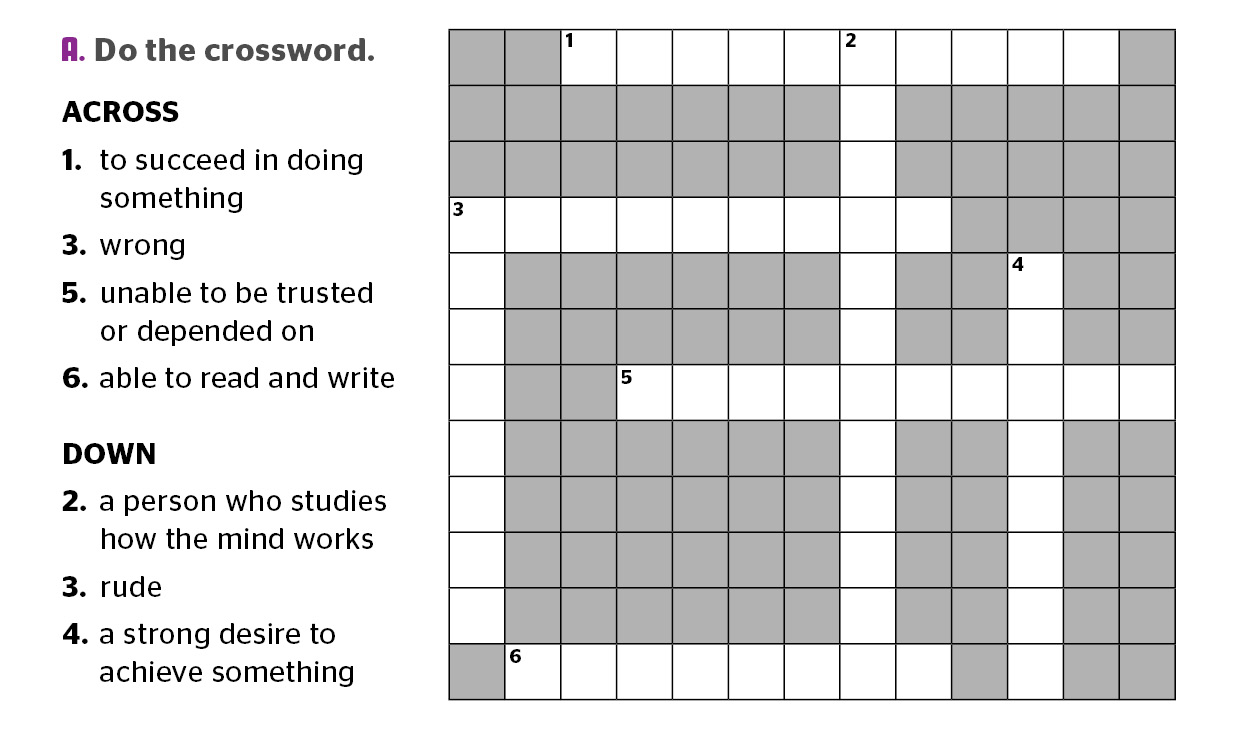 A. Do the crossword.
ACROSS
1. to succeed in doing
something
3. wrong
5. unable to be trusted
or depended on
6. able to read and write
DOWN
2. a person who studies
how the mind works
3. rude
4. a strong desire to
achieve something
1 2
3
4
5
6